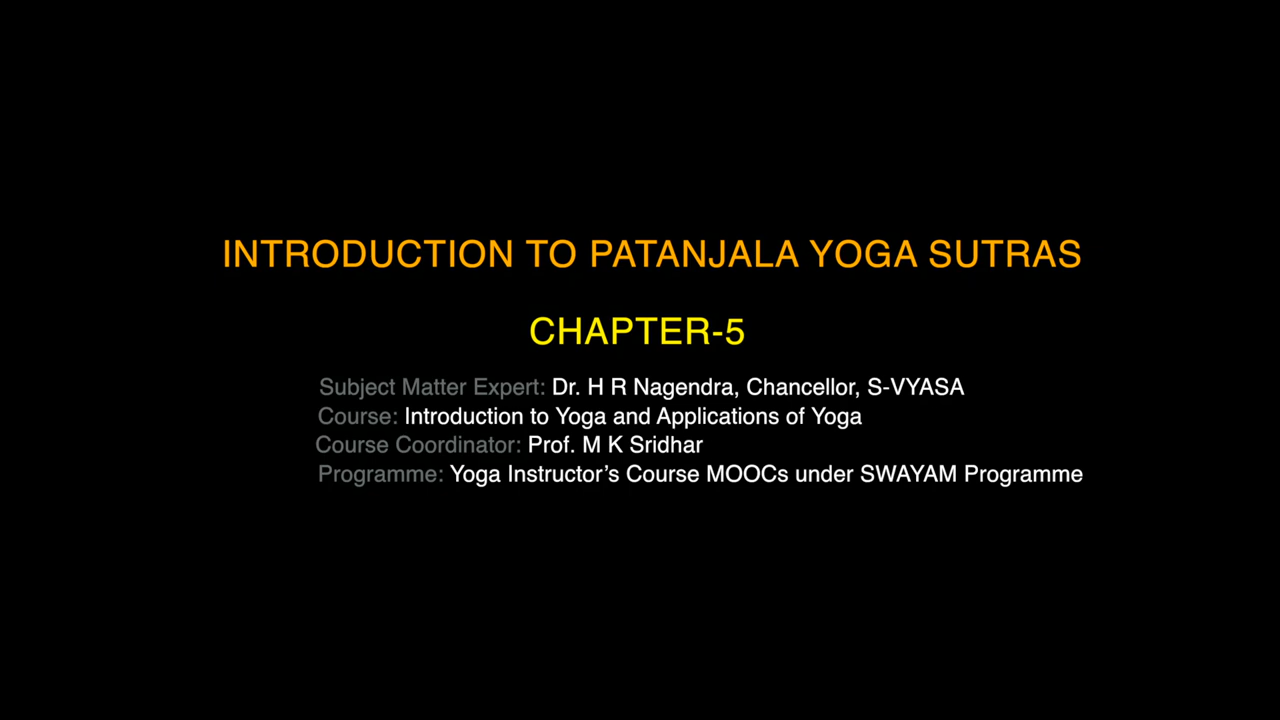 INTRODUCTION TO PATANJALA YOGA SUTRAS
CHAPTER-5
Subject Matter Expert: Dr. H R Nagendra, Chancellor, S-VYASA
Course: Introduction to Yoga and Applications of Yoga
Course Coordinator: Prof. M K Sridhar
Programme: Yoga Instructor’s Course MOOCs under SWAYAM Programme